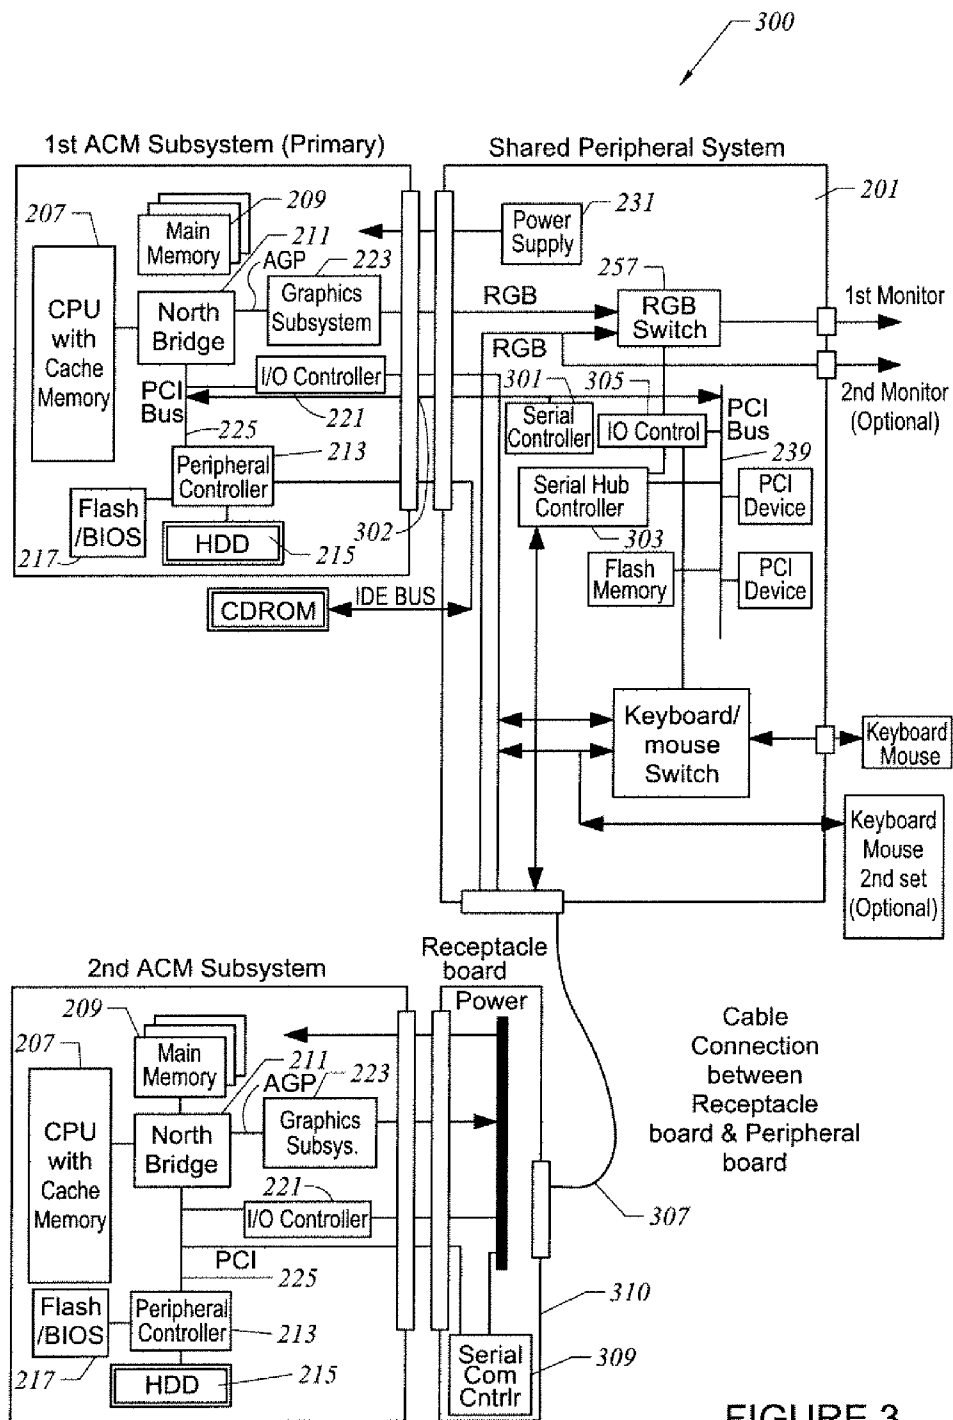 300
1st ACM Subsystem (Primary)
Shared Peripheral System
201
207
209
Main
Memory
211
AGP
223
Graphics
Subsystem
CPU
with
Cache
Memory
North
Bridge
I/O Controller
221
PCI
Bus
225
Peripheral
Controller
213
Flash
/BIOS
217
HDD
215
302
CDROM
IDE BUS
Power
Supply
231
257
RGB
RGB
Switch
RGB
1st Monitor
2nd Monitor
(Optional)
301
305
Serial
Controller
IO Control
PCI
Bus
239
Serial Hub
Controller
303
PCI
Device
Flash
Memory
PCI
Device
Keyboard/
mouse
Switch
Keyboard
Mouse
Keyboard
Mouse
2nd set
(Optional)
2nd ACM Subsystem
Receptacle
board
Power
209
207
Main
Memory
211
AGP
223
Graphics
Subsys.
CPU
with
Cache
Memory
North
Bridge
221
I/O Controller
PCI
225
Flash
/BIOS
217
Peripheral
Controller
213
HDD
215
Cable
Connection
between
Receptacle
board & Peripheral
board
307
310
Serial
Com
Cntrlr
309
FIGURE 3